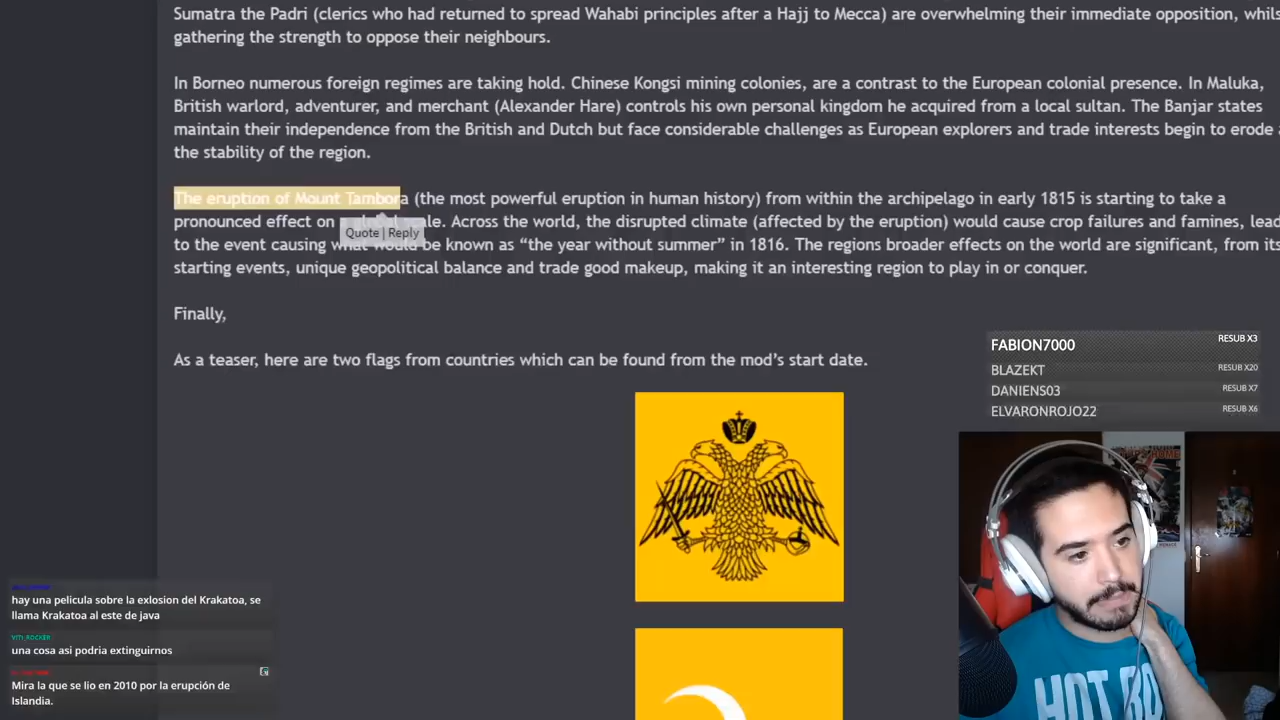 Sumatra the Padri (clerics who had returned to spread Wahabi principles after a Hajj to Mecca) are overwhelming their immediate opposition, whils
gathering the strength to oppose their neighbours.
In Borneo numerous foreign regimes are taking hold. Chinese Kongsi mining colonies, are a contrast to the European colonial presence. In Maluka,
British warlord, adventurer, and merchant (Alexander Hare) controls his own personal kingdom he acquired from a local sultan. The Banjar states
maintain their independence from the British and Dutch but face considerable challenges as European explorers and trade interests begin to erode
the stability of the region.
The eruption of Mount Tambora (the most powerful eruption in human history) from within the archipelago in early 1815 is starting to take a
pronounced effect on a global scale. Across the world, the disrupted climate (affected by the eruption) would cause crop failures and famines, lead
Quote | Reply
to the event causing what would be known as “the year without summer” in 1816. The regions broader effects on the world are significant, from its
starting events, unique geopolitical balance and trade good makeup, making it an interesting region to play in or conquer.
Finally,
As a teaser, here are two flags from countries which can be found from the mod’s start date.
FABION7000 RESUB X3
BLAZEKT RESUB X20
DANIENS03 RESUB X7
ELVARONROJO22 RESUB X6
hay una pelicula sobre la exlosion del Krakatoa, se
llama Krakatoa al este de java
VITI_ROCKER
una cosa asi podria extinguirnos
Mira la que se lio en 2010 por la erupción de
Islandia.
HOT